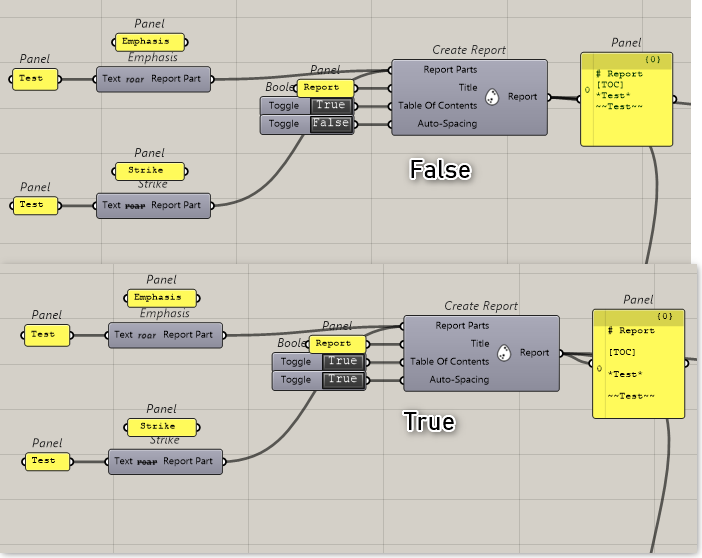 Panel
Emphasis
Emphasis
Panel
Test
Text roar Report Part
Panel
Report
Boole
Toggle True
Toggle False
Create Report
Report Parts
Title
Table Of Contents
Auto-Spacing
Report
Panel
{0}
0
# Report
[TOC]
*Test*
~~Test~~
False
Panel
Strike
Strike
Panel
Test
Text roar Report Part
Panel
Emphasis
Emphasis
Panel
Test
Text roar Report Part
Panel
Report
Boole
Toggle True
Toggle True
Create Report
Report Parts
Title
Table Of Contents
Auto-Spacing
Report
Panel
{0}
0
# Report
[TOC]
*Test*
~~Test~~
True
Panel
Strike
Strike
Panel
Test
Text roar Report Part